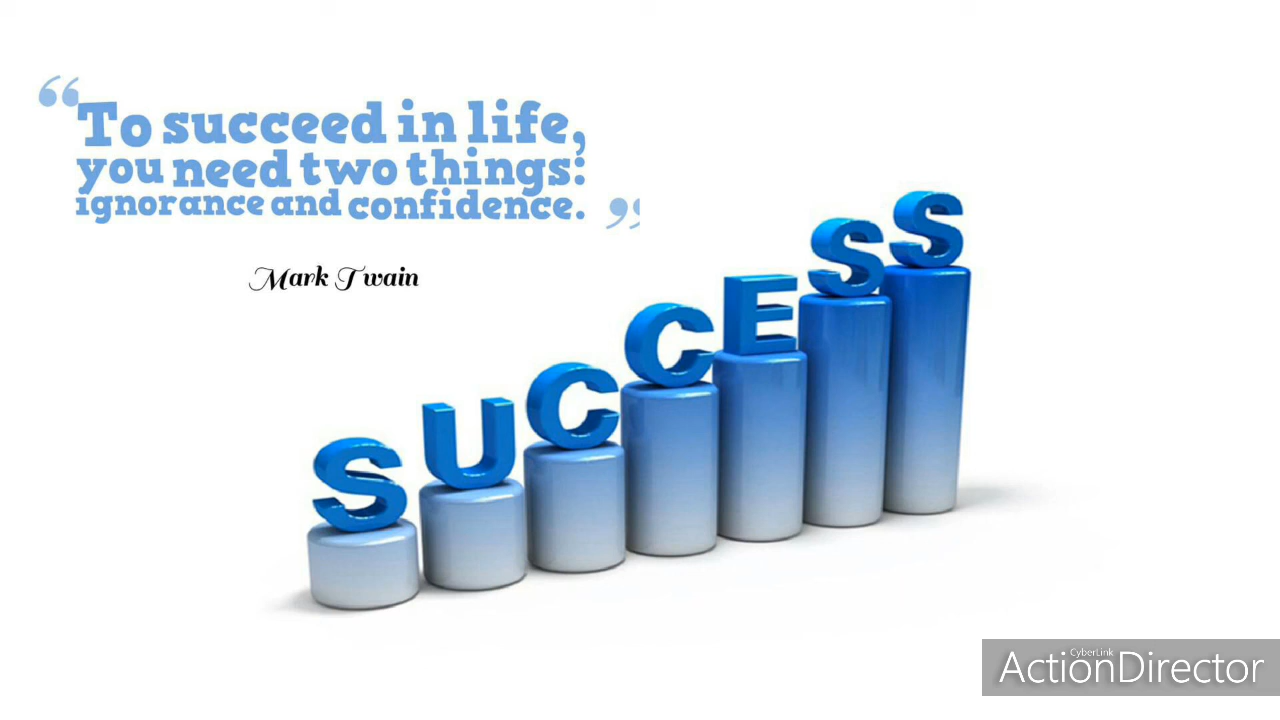 “To succeed in life,
you need two things:
ignorance and confidence.”
Mark Twain
SUCCESS
CyberLink
ActionDirector